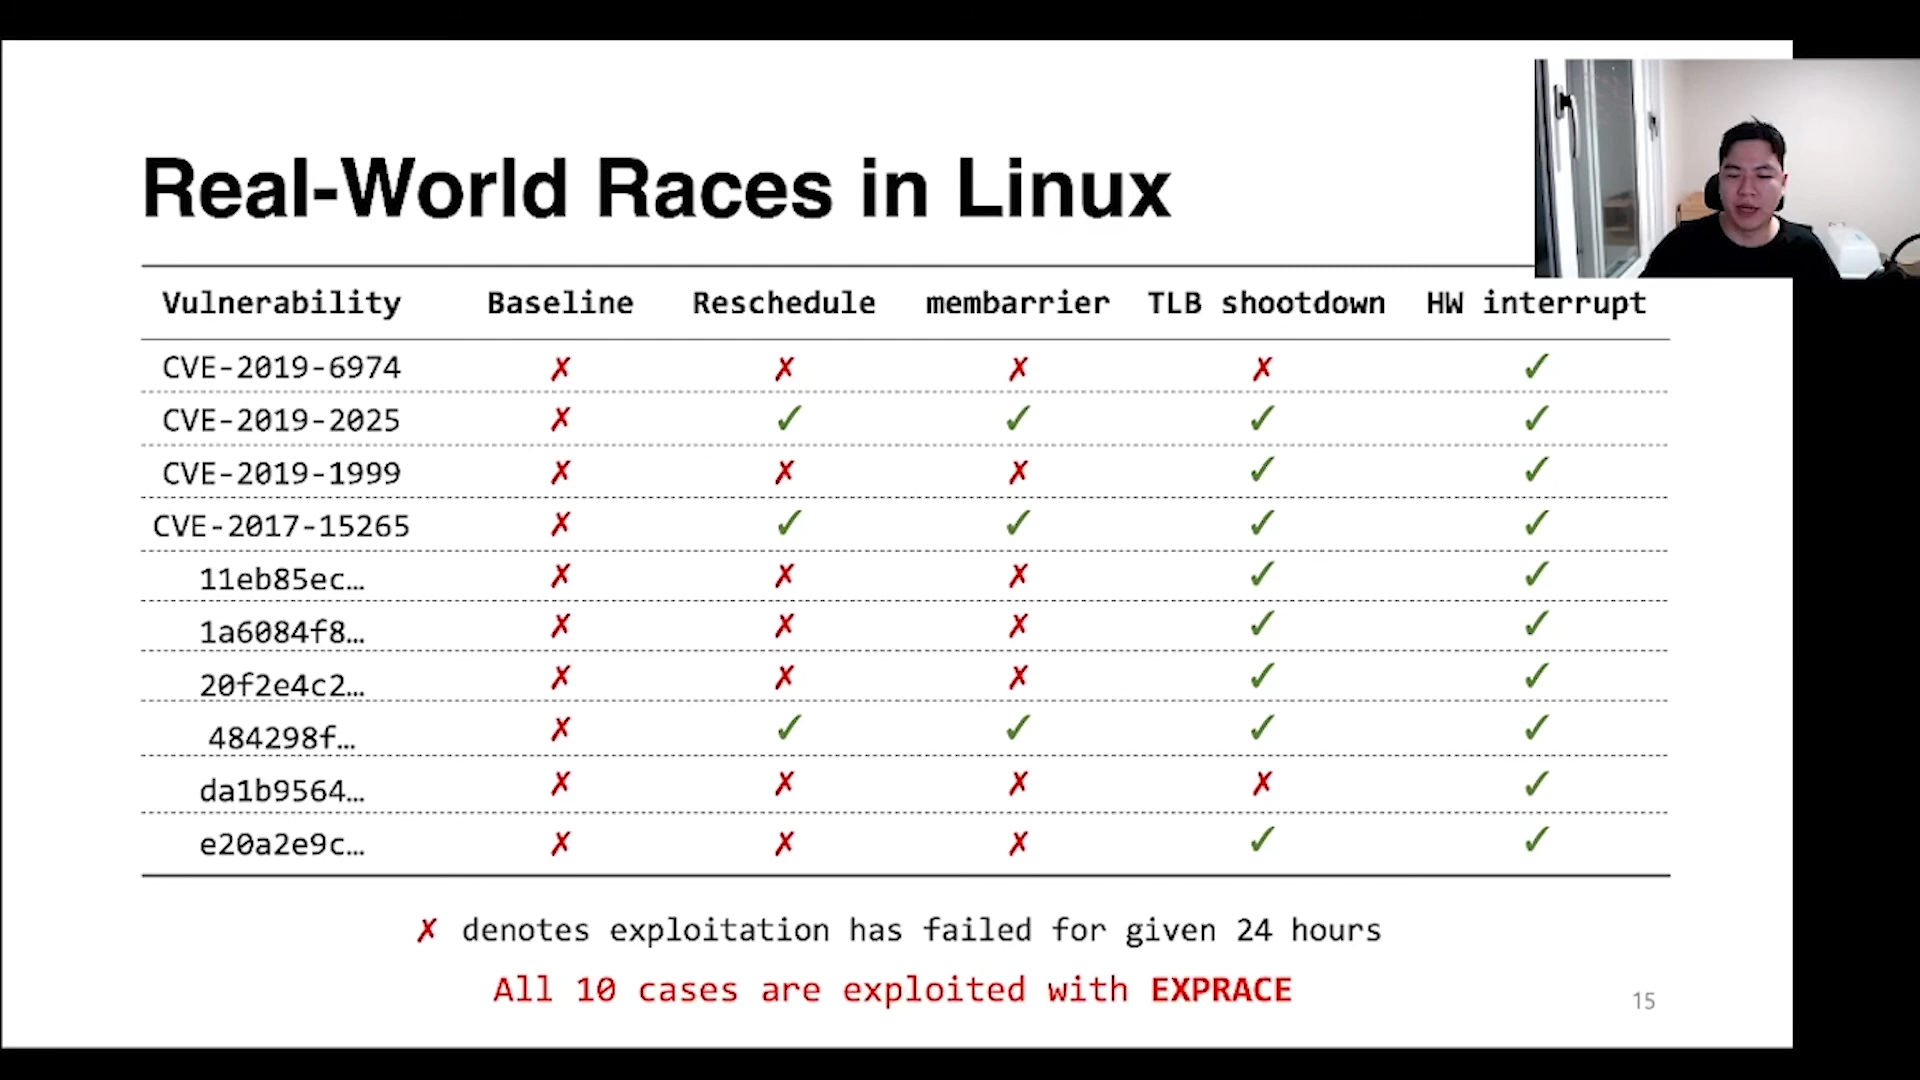 Real-World Races in Linux
Vulnerability Baseline Reschedule membarrier TLB shootdown HW interrupt
CVE-2019-6974 ✗ ✗ ✗ ✗ ✓
CVE-2019-2025 ✗ ✓ ✓ ✓ ✓
CVE-2019-1999 ✗ ✗ ✗ ✓ ✓
CVE-2017-15265 ✗ ✓ ✓ ✓ ✓
11eb85ec… ✗ ✗ ✗ ✓ ✓
1a6084f8… ✗ ✗ ✗ ✓ ✓
20f2e4c2… ✗ ✗ ✗ ✓ ✓
484298f… ✗ ✓ ✓ ✓ ✓
da1b9564… ✗ ✗ ✗ ✗ ✓
e20a2e9c… ✗ ✗ ✗ ✓ ✓
✗ denotes exploitation has failed for given 24 hours
All 10 cases are exploited with EXPRACE
15